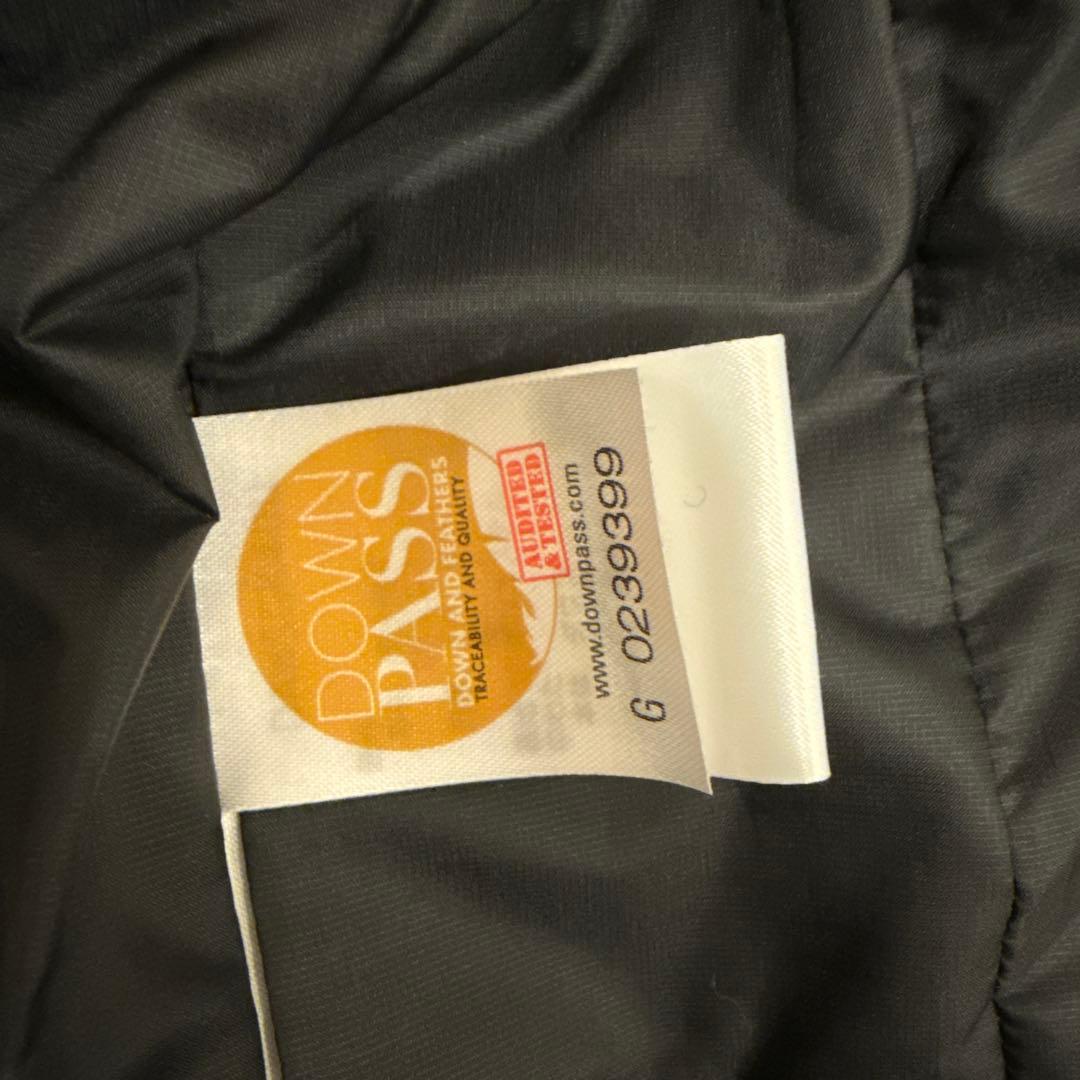 DOWN
PASS
DOWN AND FEATHERS
TRACEABILITY AND QUALITY
AUDITED
& TESTED
www.downpass.com
G 0239399